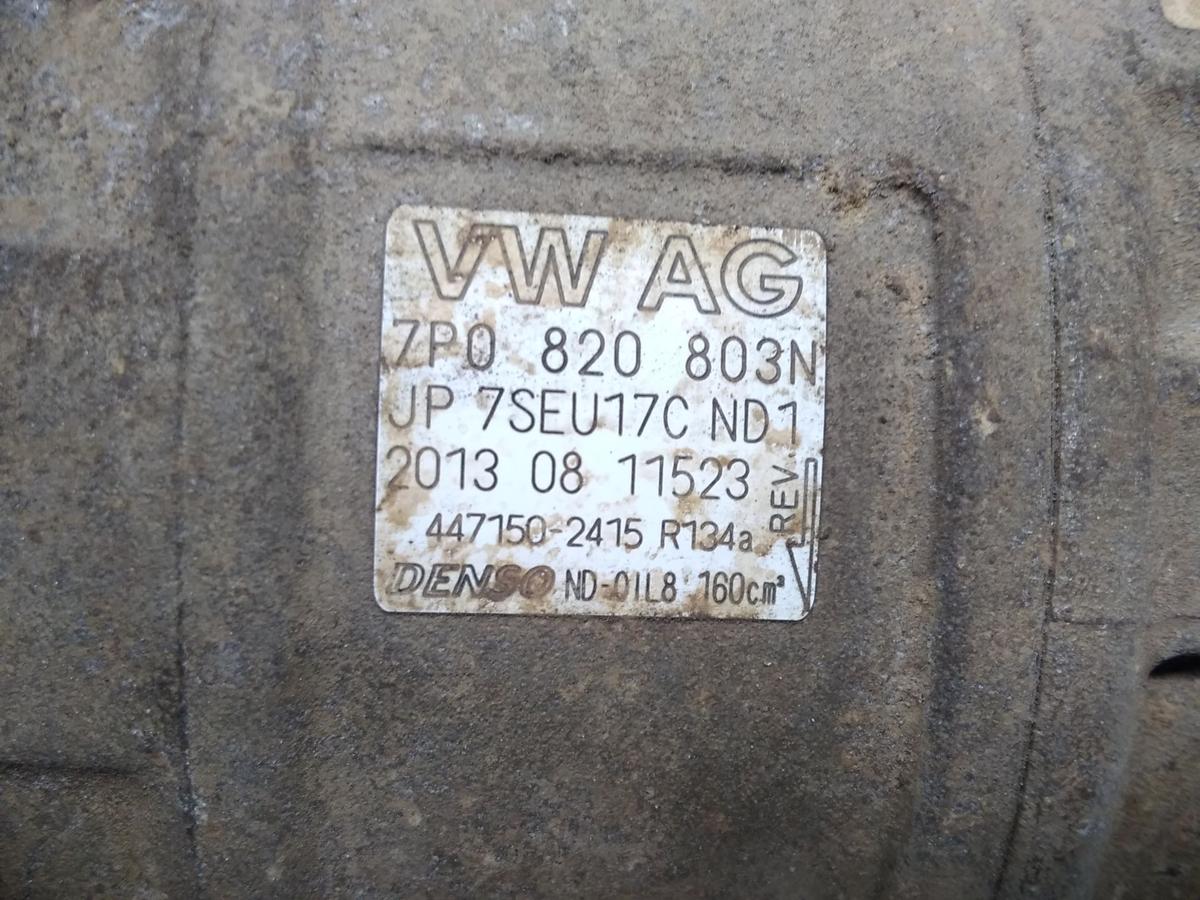 VW AG
7P0 820 803N
JP 7SEU17C ND1
2013 08 11523
REV.
447150-2415 R134a
DENSO ND-OIL8 160cm³